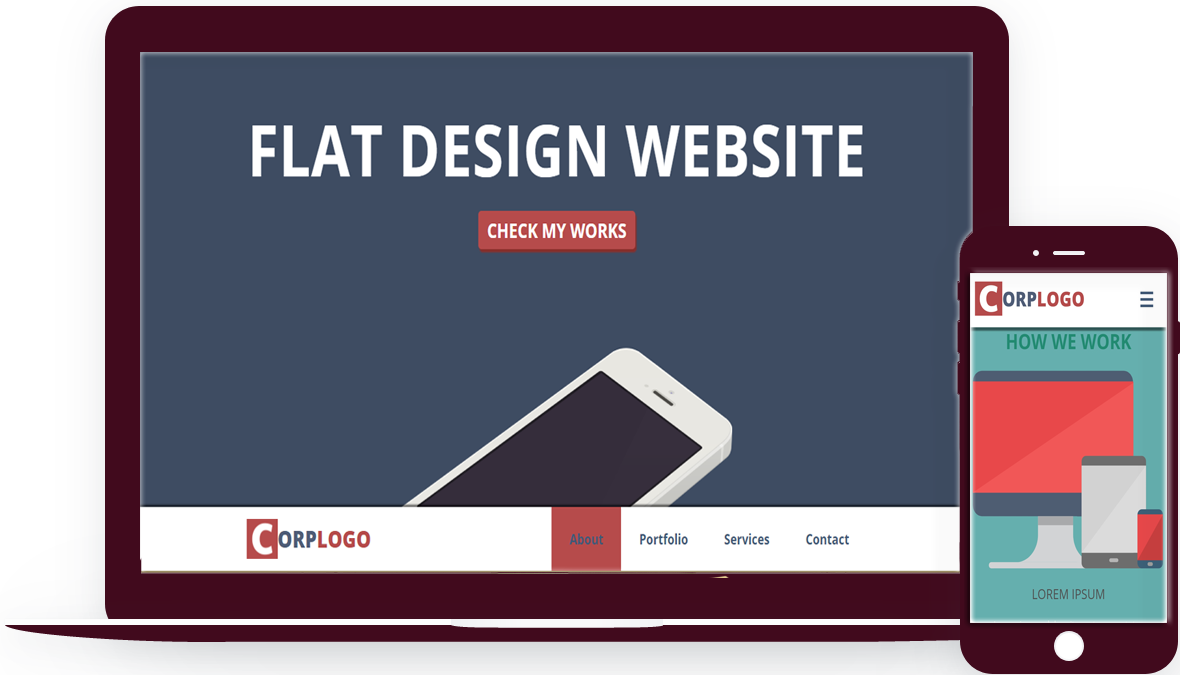 FLAT DESIGN WEBSITE
CHECK MY WORKS
CORPLOGO
About Portfolio Services Contact
CORPLOGO
HOW WE WORK
LOREM IPSUM